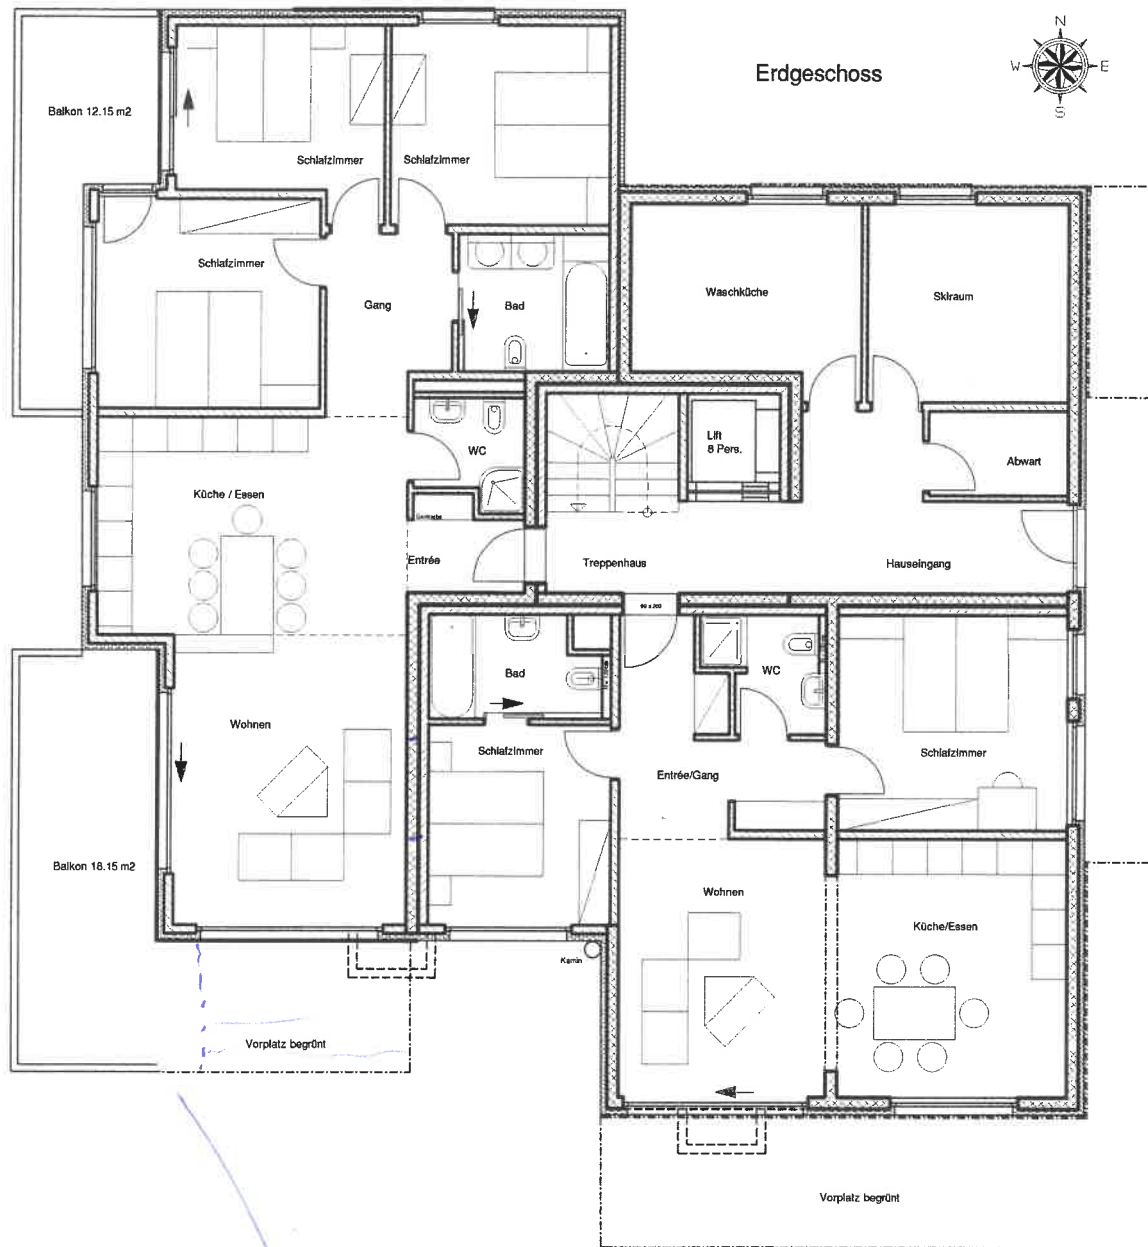 Erdgeschoss
N
W
E
S
Balkon 12.15 m2
Schlafzimmer
Schlafzimmer
Schlafzimmer
Gang
Bad
Waschküche
Skiraum
WC
Lift
8 Pers.
Abwart
Küche / Essen
Garderobe
Entrée
Treppenhaus
Hauseingang
Bad
WC
Wohnen
Schlafzimmer
Schlafzimmer
Entrée/Gang
Balkon 18.15 m2
Wohnen
Küche/Essen
Kamin
Vorplatz begrünt
Vorplatz begrünt